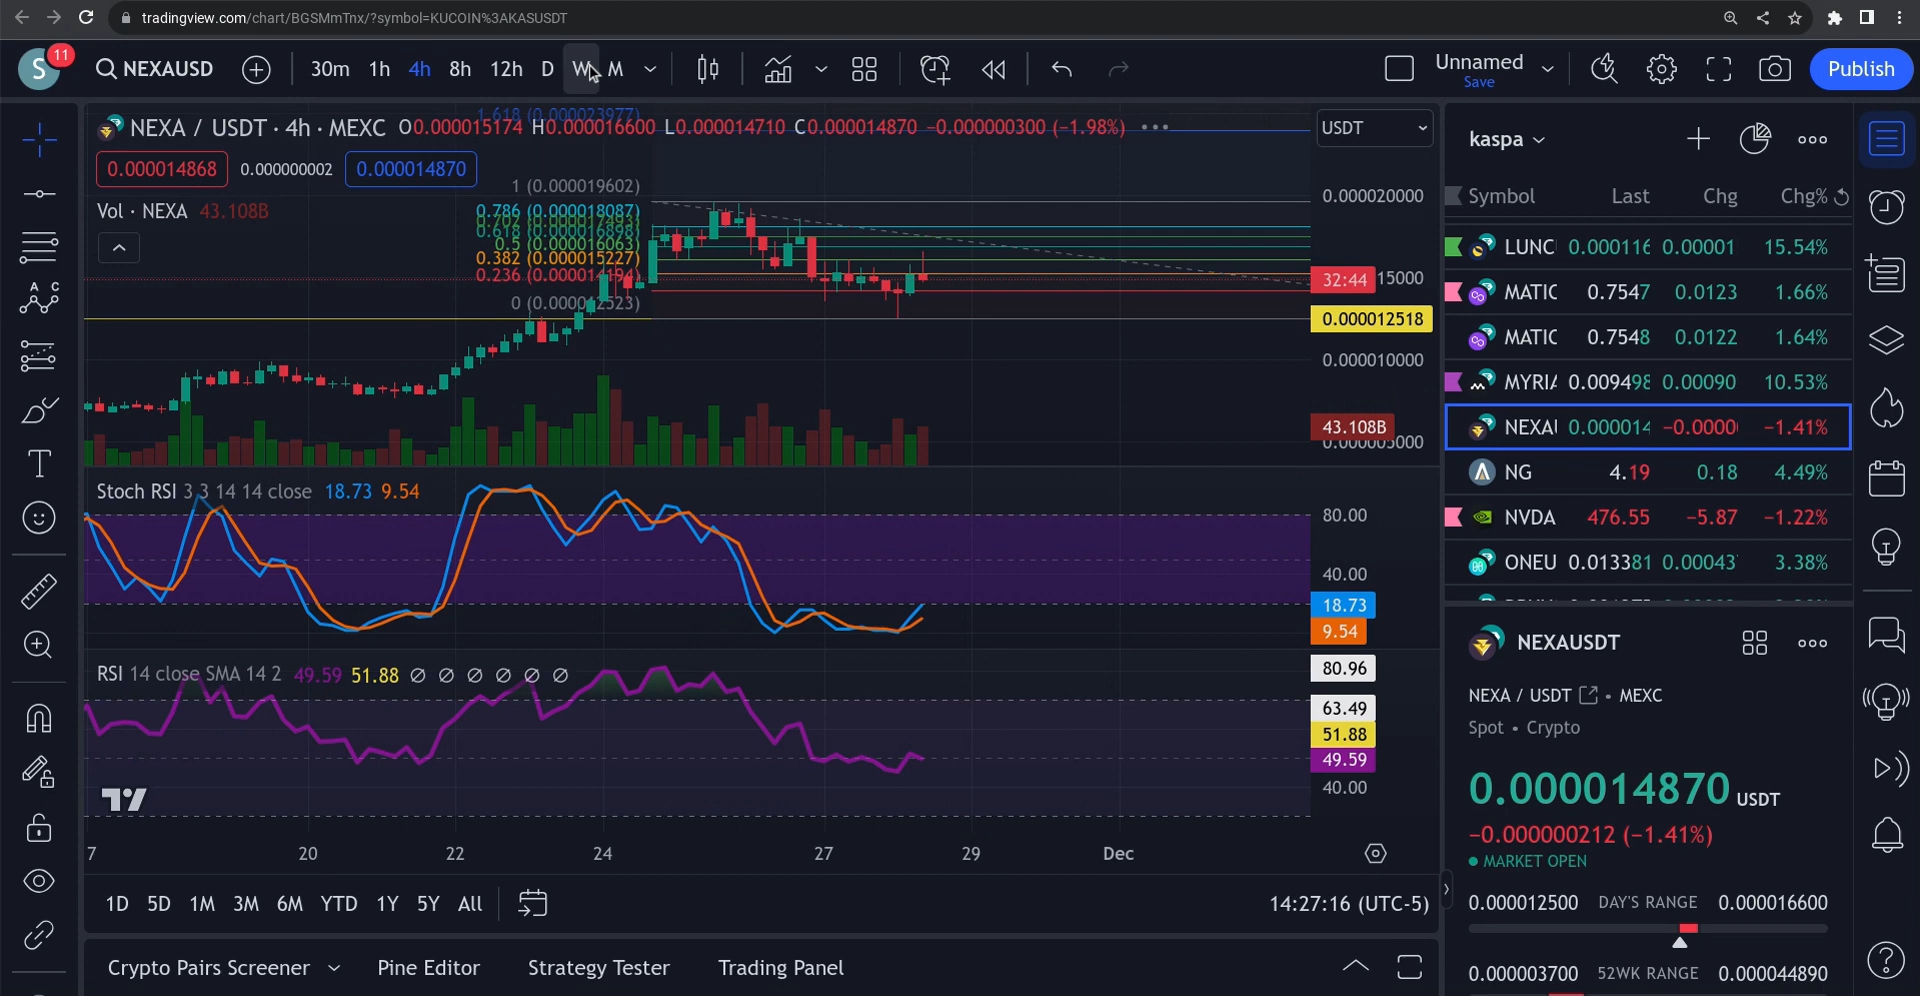 tradingview.com/chart/BGSMmTnx/?symbol=KUCOIN%3AKASUSDT
S 11 NEXAUSD 30m 1h 4h 8h 12h D W M Unnamed Save Publish
NEXA / USDT · 4h · MEXC O0.000015174 H0.000016600 L0.000014710 C0.000014870 −0.000000300 (−1.98%)
1.618 (0.000023977)
USDT
0.000014868 0.000000002 0.000014870
Vol · NEXA 43.108B
1 (0.000019602)
0.786 (0.000018087)
0.618 (0.000016898)
0.5 (0.000016063)
0.382 (0.000015227)
0.236 (0.000014194)
0 (0.000012523)
0.000020000
32:44 15000
0.000012518
0.000010000
43.108B
0.000005000
Stoch RSI 3 3 14 14 close 18.73 9.54
80.00
40.00
18.73
9.54
RSI 14 close SMA 14 2 49.59 51.88 ∅ ∅ ∅ ∅ ∅ ∅
80.96
63.49
51.88
49.59
40.00
7 20 22 24 27 29 Dec
1D 5D 1M 3M 6M YTD 1Y 5Y All 14:27:16 (UTC-5)
Crypto Pairs Screener Pine Editor Strategy Tester Trading Panel
kaspa
Symbol Last Chg Chg%
LUNC 0.000116 0.00001 15.54%
MATIC 0.7547 0.0123 1.66%
MATIC 0.7548 0.0122 1.64%
MYRIA 0.009498 0.00090 10.53%
NEXAU 0.000014 −0.0000 −1.41%
NG 4.19 0.18 4.49%
NVDA 476.55 −5.87 −1.22%
ONEU 0.013381 0.00043 3.38%
NEXAUSDT
NEXA / USDT • MEXC
Spot • Crypto
0.000014870 USDT
−0.000000212 (−1.41%)
MARKET OPEN
0.000012500 DAY'S RANGE 0.000016600
0.000003700 52WK RANGE 0.000044890